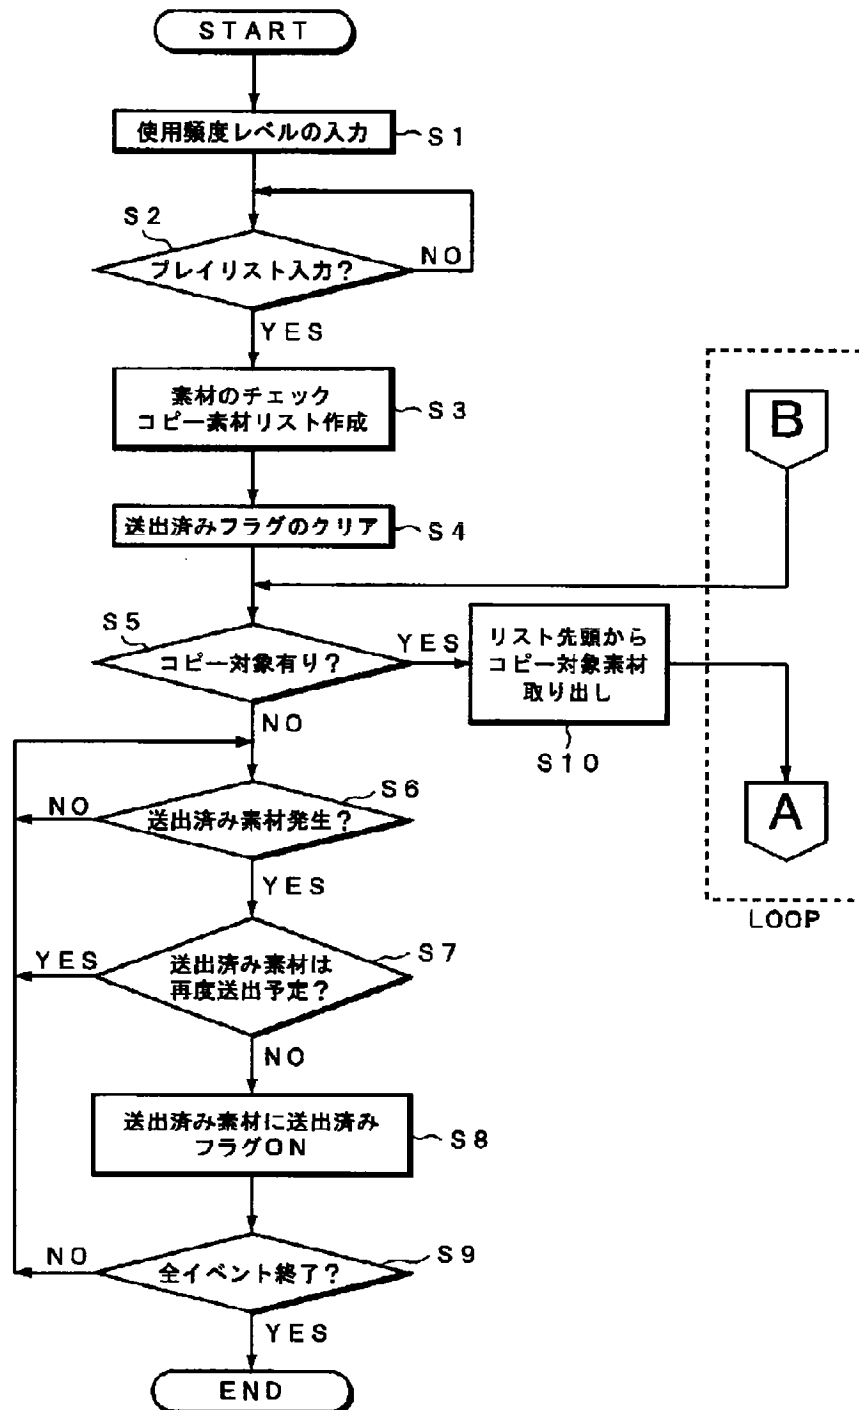 START
使用頻度レベルの入力
S1
S2
プレイリスト入力?
NO
YES
素材のチェック
コピー素材リスト作成
S3
B
送出済みフラグのクリア
S4
S5
コピー対象有り?
YES
リスト先頭から
コピー対象素材
取り出し
S10
NO
S6
送出済み素材発生?
NO
A
YES
LOOP
S7
送出済み素材は
再度送出予定?
YES
NO
送出済み素材に送出済み
フラグON
S8
S9
全イベント終了?
NO
YES
END